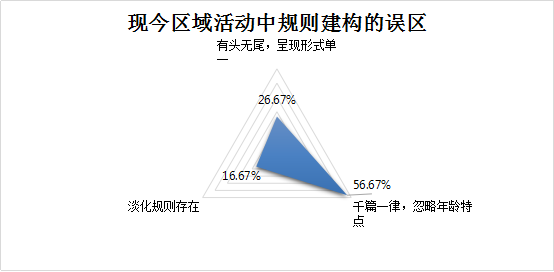 现今区域活动中规则建构的误区
有头无尾，呈现形式单
一
26.67%
16.67%
56.67%
淡化规则存在
千篇一律，忽略年龄特
点